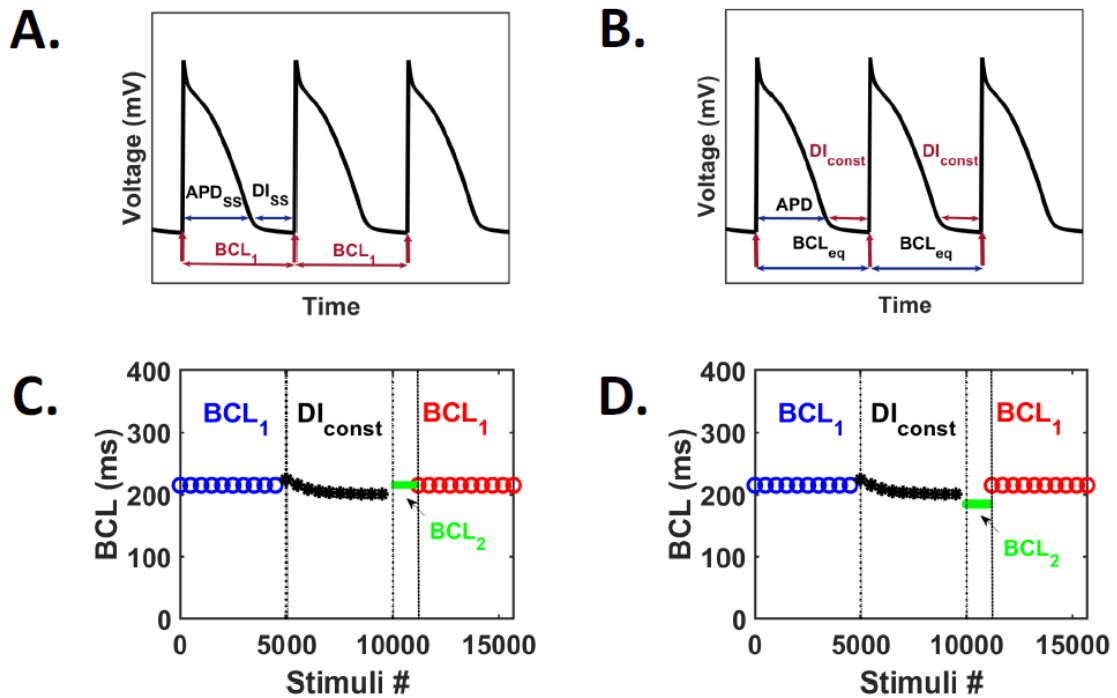 A.
Voltage (mV)
APDSS
DISS
BCL1
BCL1
Time
B.
Voltage (mV)
DIconst
DIconst
APD
BCLeq
BCLeq
Time
C.
BCL (ms)
400
300
200
100
0
BCL1
DIconst
BCL1
BCL2
0
5000
10000
15000
Stimuli #
D.
BCL (ms)
400
300
200
100
0
BCL1
DIconst
BCL1
BCL2
0
5000
10000
15000
Stimuli #